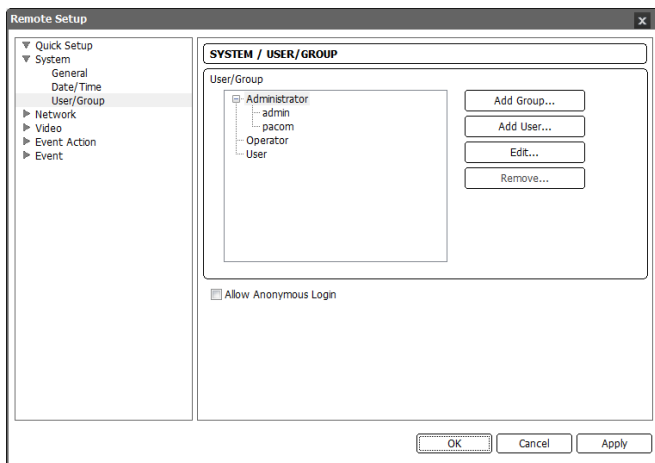 Remote Setup
Quick Setup
System
General
Date/Time
User/Group
Network
Video
Event Action
Event
SYSTEM / USER/GROUP
User/Group
Administrator
admin
pacom
Operator
User
Add Group...
Add User...
Edit...
Remove...
Allow Anonymous Login
OK
Cancel
Apply